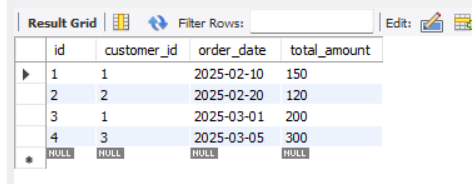 Result Grid Filter Rows: Edit:
id customer_id order_date total_amount
1 1 2025-02-10 150
2 2 2025-02-20 120
3 1 2025-03-01 200
4 3 2025-03-05 300
NULL NULL NULL NULL